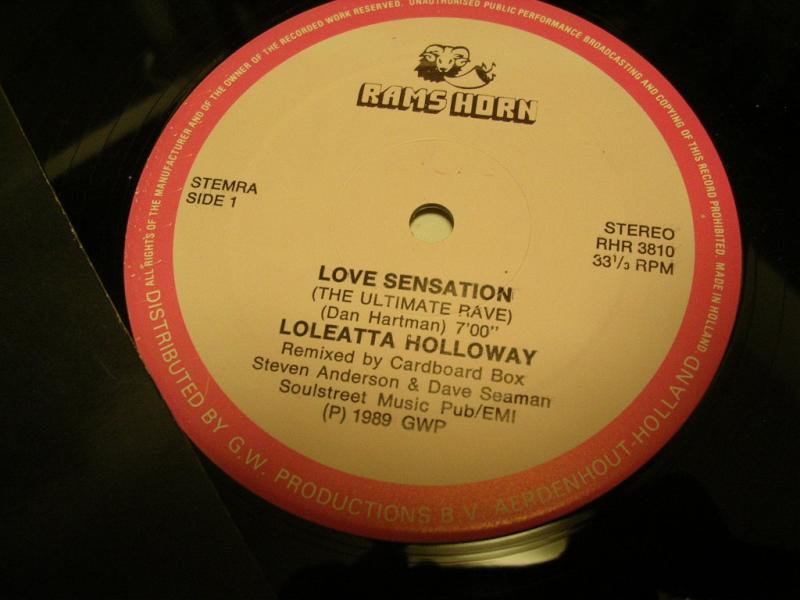 ALL RIGHTS OF THE MANUFACTURER AND OF THE OWNER OF THE RECORDED WORK RESERVED. UNAUTHORISED PUBLIC PERFORMANCE BROADCASTING AND COPYING OF THIS RECORD PROHIBITED. MADE IN HOLLAND
RAMS HORN
STEMRA
SIDE 1
STEREO
RHR 3810
33 1/3 RPM
LOVE SENSATION
(THE ULTIMATE RAVE)
(Dan Hartman) 7'00"
LOLEATTA HOLLOWAY
Remixed by Cardboard Box
Steven Anderson & Dave Seaman
Soulstreet Music Pub/EMI
(P) 1989 GWP
DISTRIBUTED BY G.W. PRODUCTIONS B.V. AERDENHOUT-HOLLAND